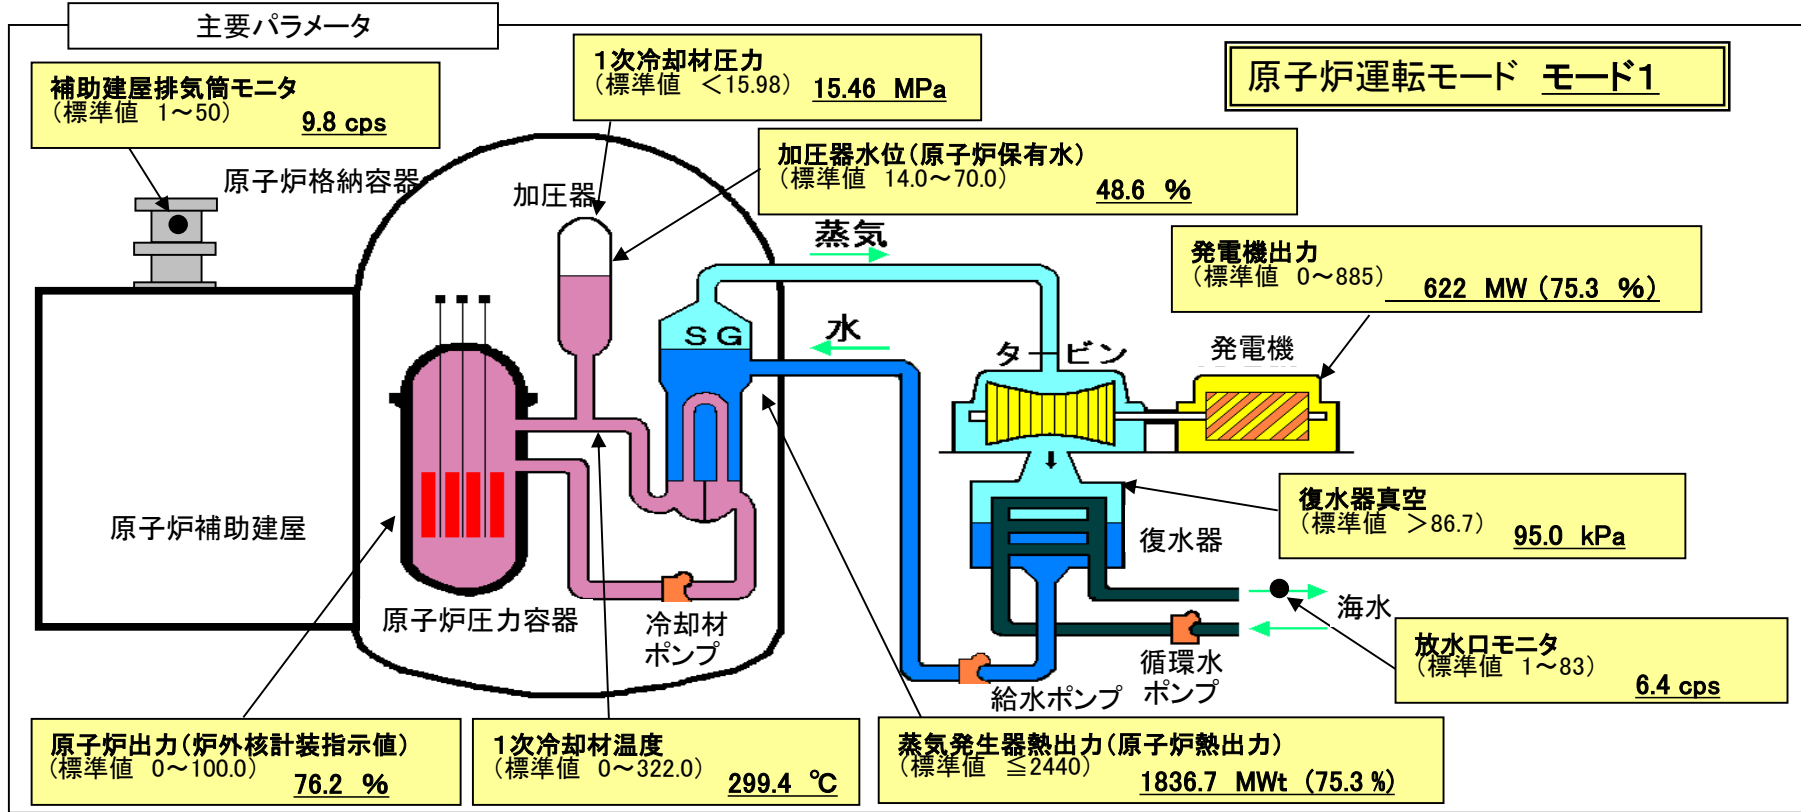 主要パラメータ
補助建屋排気筒モニタ
(標準値 1～50)
9.8 cps
1次冷却材圧力
(標準値 ＜15.98) 15.46 MPa
原子炉運転モード モード1
加圧器水位(原子炉保有水)
(標準値 14.0～70.0)
48.6 %
原子炉格納容器
加圧器
蒸気
発電機出力
(標準値 0～885)
622 MW (75.3 %)
水
SG
タービン
発電機
復水器真空
(標準値 ＞86.7)
95.0 kPa
原子炉補助建屋
復水器
海水
原子炉圧力容器
冷却材
ポンプ
給水ポンプ
循環水
ポンプ
放水口モニタ
(標準値 1～83)
6.4 cps
原子炉出力(炉外核計装指示値)
(標準値 0～100.0)
76.2 %
1次冷却材温度
(標準値 0～322.0)
299.4 ℃
蒸気発生器熱出力(原子炉熱出力)
(標準値 ≦2440)
1836.7 MWt (75.3 %)